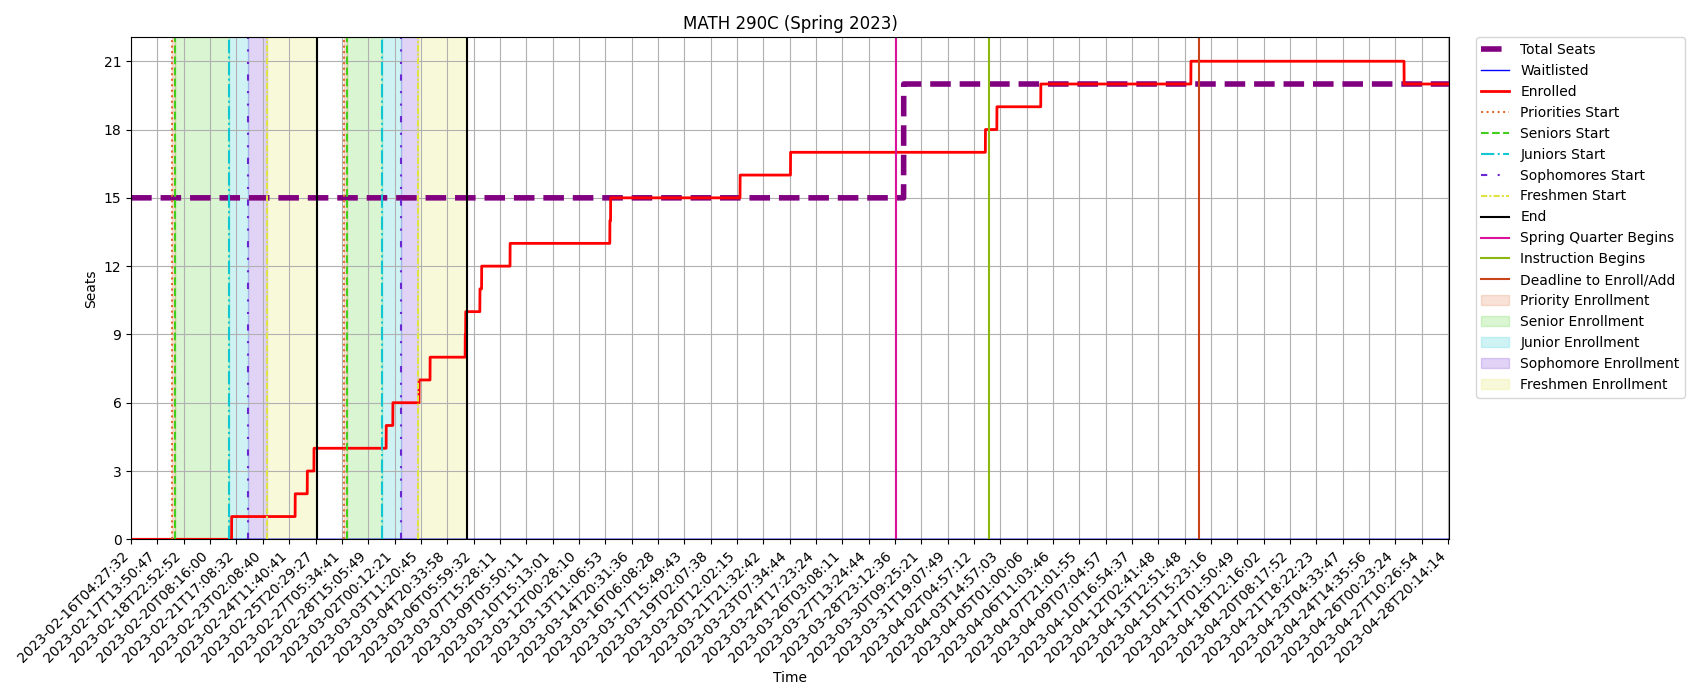 MATH 290C (Spring 2023)
21
18
15
12
9
6
3
0
Seats
2023-02-16T04:27:32
2023-02-17T13:50:47
2023-02-18T22:52:52
2023-02-20T08:16:00
2023-02-21T17:08:32
2023-02-23T02:08:40
2023-02-24T11:40:41
2023-02-25T20:29:27
2023-02-27T05:34:41
2023-02-28T15:05:49
2023-03-02T00:12:21
2023-03-03T11:20:45
2023-03-04T20:33:58
2023-03-06T05:59:32
2023-03-07T15:28:11
2023-03-09T05:50:11
2023-03-10T15:13:01
2023-03-12T00:28:10
2023-03-13T11:06:53
2023-03-14T20:31:36
2023-03-16T06:08:28
2023-03-17T15:49:43
2023-03-19T02:07:38
2023-03-20T12:02:15
2023-03-21T21:32:42
2023-03-23T07:34:44
2023-03-24T17:23:24
2023-03-26T03:08:11
2023-03-27T13:24:44
2023-03-28T23:12:36
2023-03-30T09:25:21
2023-03-31T19:07:49
2023-04-02T04:57:12
2023-04-03T14:57:03
2023-04-05T01:00:06
2023-04-06T11:03:46
2023-04-07T21:01:55
2023-04-09T07:04:57
2023-04-10T16:54:37
2023-04-12T02:41:48
2023-04-13T12:51:48
2023-04-15T15:23:16
2023-04-17T01:50:49
2023-04-18T12:16:02
2023-04-20T08:17:52
2023-04-21T18:22:23
2023-04-23T04:33:47
2023-04-24T14:35:56
2023-04-26T00:23:24
2023-04-27T10:26:54
2023-04-28T20:14:14
Time
Total Seats
Waitlisted
Enrolled
Priorities Start
Seniors Start
Juniors Start
Sophomores Start
Freshmen Start
End
Spring Quarter Begins
Instruction Begins
Deadline to Enroll/Add
Priority Enrollment
Senior Enrollment
Junior Enrollment
Sophomore Enrollment
Freshmen Enrollment